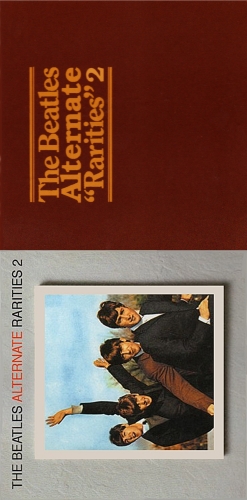 The Beatles
Alternate
"Rarities" 2
THE BEATLES ALTERNATE RARITIES 2